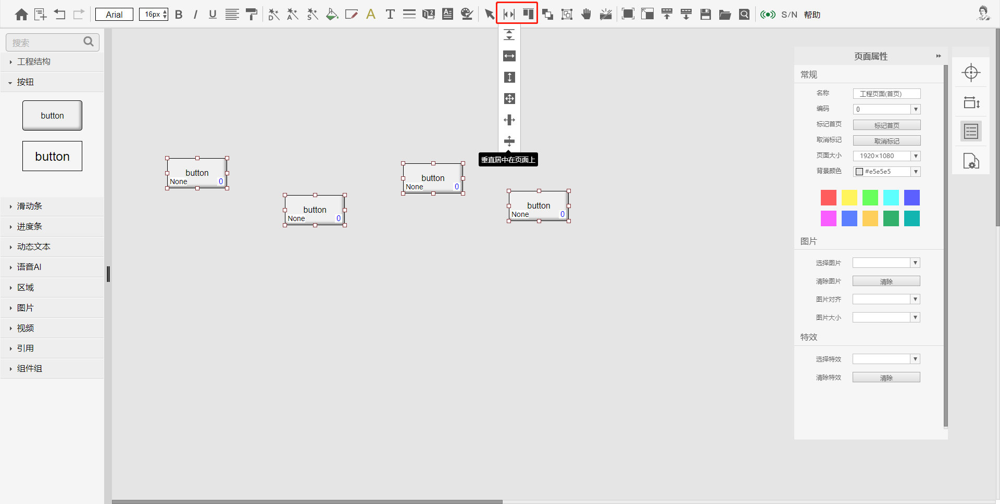 Arial
16px
B
I
U
A
T
S/N
帮助
搜索
工程结构
按钮
button
button
滑动条
进度条
动态文本
语音AI
区域
图片
视频
引用
组件组
button
None 0
button
None 0
button
None 0
button
None 0
垂直居中在页面上
页面属性
常规
名称 工程页面(首页)
编码 0
标记首页 标记首页
取消标记 取消标记
页面大小 1920×1080
背景颜色 #e5e5e5
图片
选择图片
清除图片 清除
图片对齐
图片大小
特效
选择特效
清除特效 清除